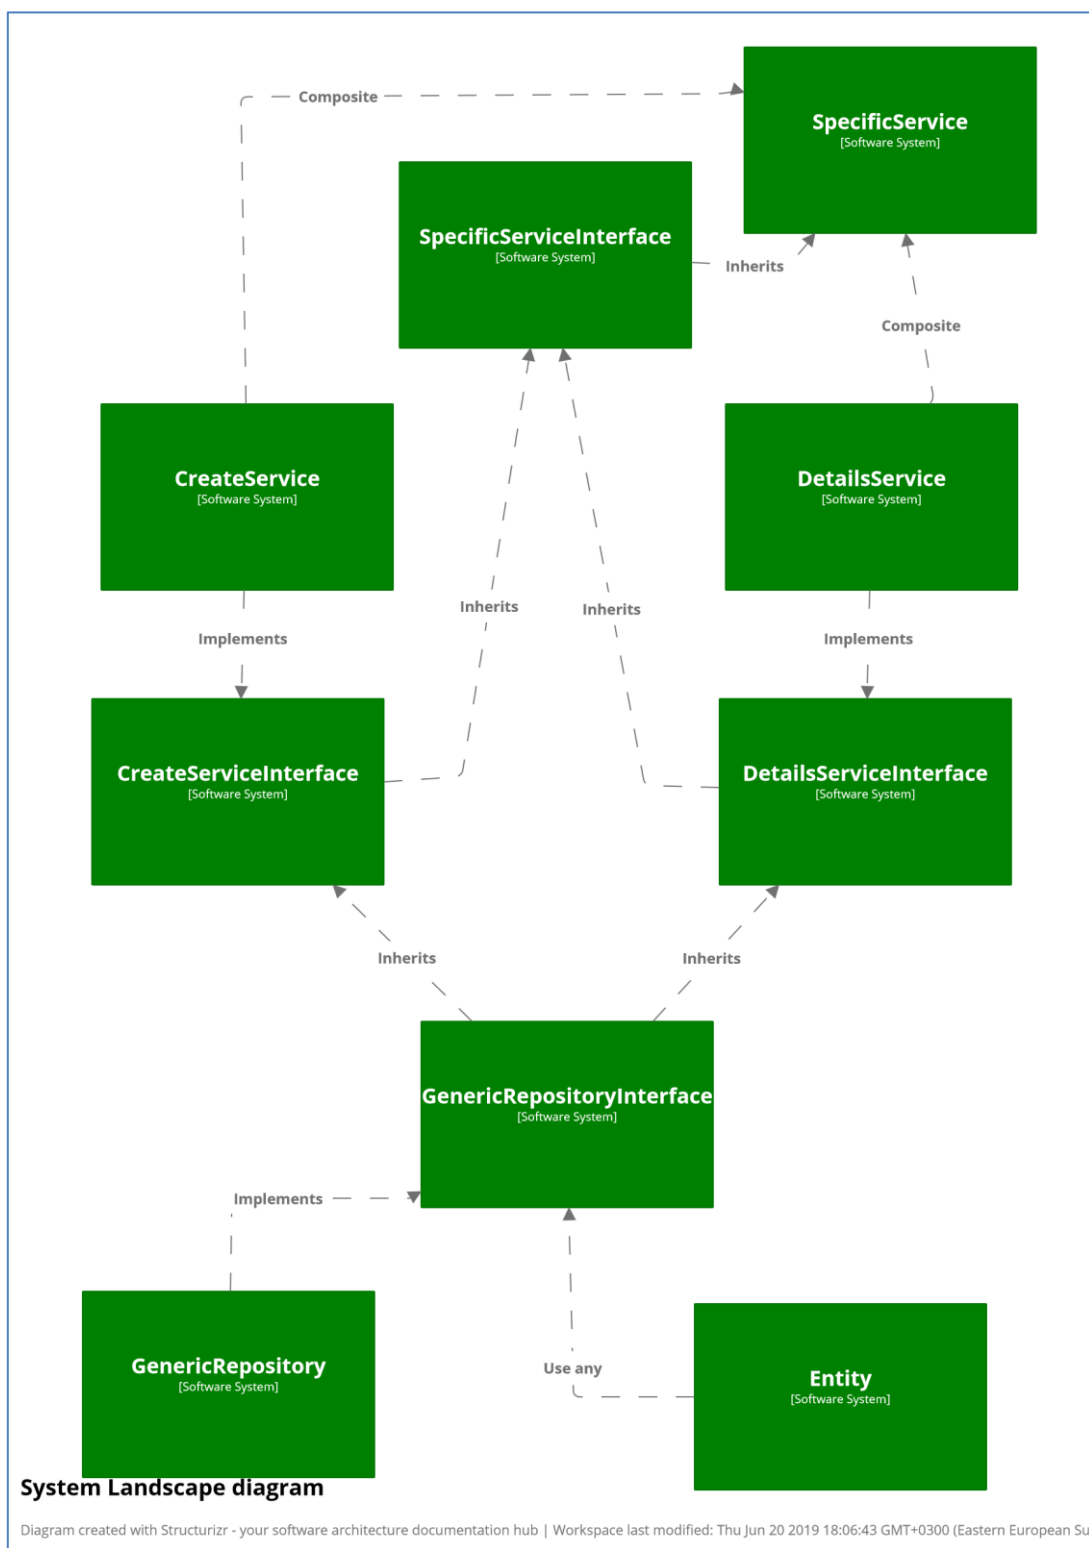 Composite
SpecificService
[Software System]
SpecificServiceInterface
[Software System]
Inherits
Composite
CreateService
[Software System]
DetailsService
[Software System]
Inherits
Inherits
Implements
Implements
CreateServiceInterface
[Software System]
DetailsServiceInterface
[Software System]
Inherits
Inherits
GenericRepositoryInterface
[Software System]
Implements
GenericRepository
[Software System]
Use any
Entity
[Software System]
System Landscape diagram
Diagram created with Structurizr - your software architecture documentation hub | Workspace last modified: Thu Jun 20 2019 18:06:43 GMT+0300 (Eastern European Su